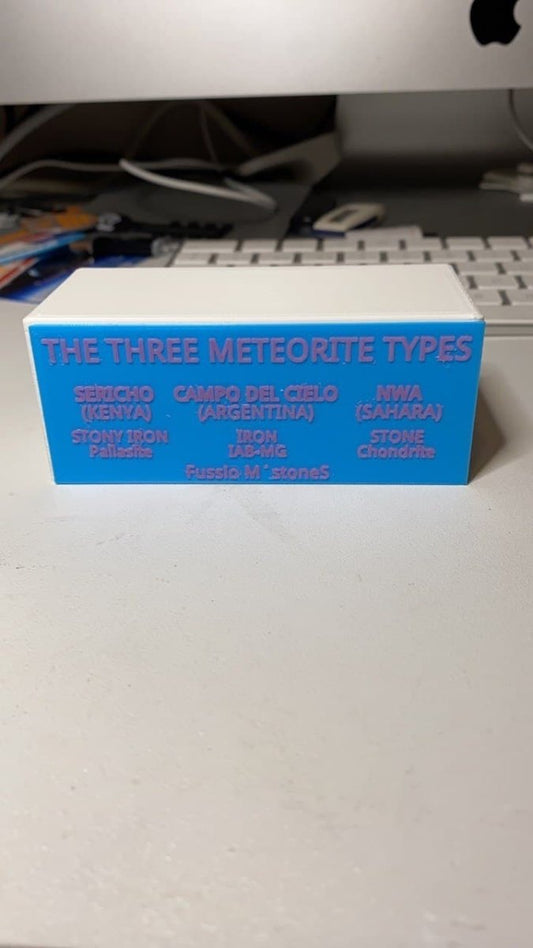 THE THREE METEORITE TYPES
SERICHO CAMPO DEL CIELO NWA
(KENYA) (ARGENTINA) (SAHARA)
STONY IRON IRON STONE
Pallasite IAB-MG Chondrite
Fussio M´stoneS